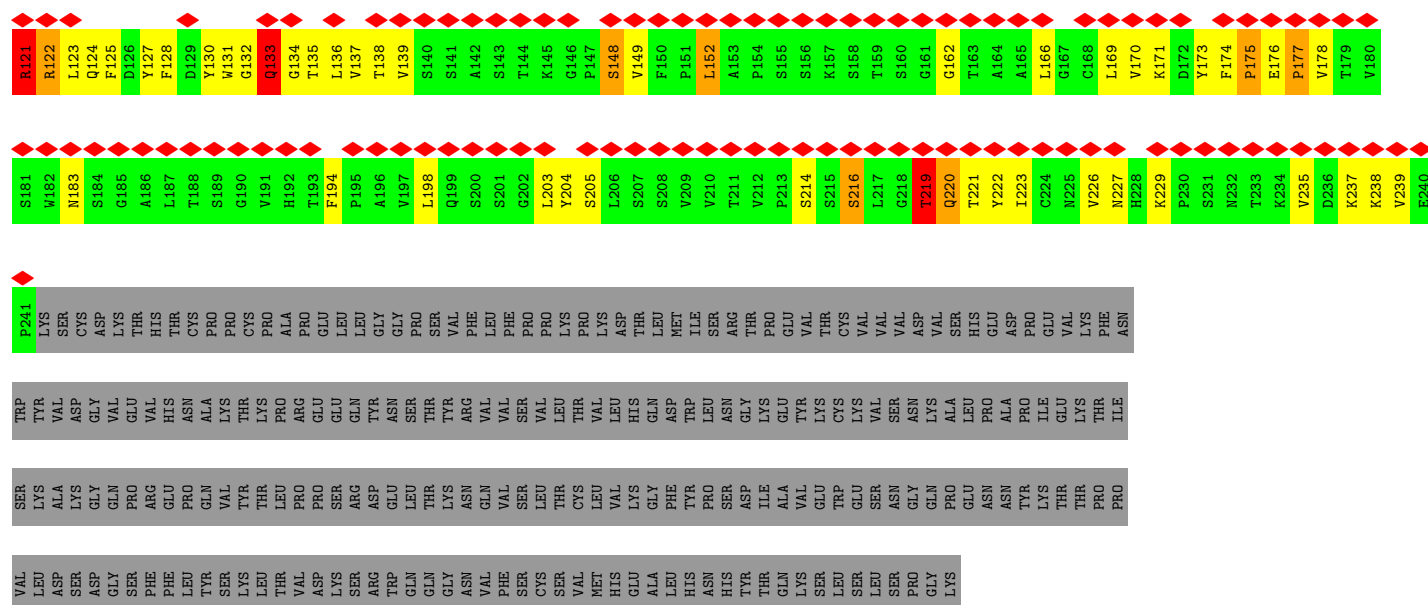 R121 R122 L123 Q124 F125 D126 Y127 F128 D129 Y130 W131 G132 Q133 G134 T135 L136 V137 T138 V139 S140 S141 A142 S143 T144 K145 G146 P147 S148 V149 F150 P151 L152 A153 P154 S155 S156 K157 S158 T159 S160 G161 G162 T163 A164 A165 L166 G167 C168 L169 V170 K171 D172 Y173 F174 P175 E176 P177 V178 T179 V180
S181 W182 N183 S184 G185 A186 L187 T188 S189 G190 V191 H192 T193 F194 P195 A196 V197 L198 Q199 S200 S201 G202 L203 Y204 S205 L206 S207 S208 V209 V210 T211 V212 P213 S214 S215 S216 L217 G218 T219 Q220 T221 Y222 I223 C224 N225 V226 N227 H228 K229 P230 S231 N232 T233 K234 V235 D236 K237 K238 V239 E240
P241 LYS SER CYS ASP LYS THR HIS THR CYS PRO PRO CYS PRO ALA PRO GLU LEU LEU GLY GLY PRO SER VAL PHE LEU PHE PRO PRO LYS PRO LYS ASP THR LEU MET ILE SER ARG THR PRO GLU VAL THR CYS VAL VAL VAL ASP VAL SER HIS GLU ASP PRO GLU VAL LYS PHE ASN
TRP TYR VAL ASP GLY VAL GLU VAL HIS ASN ALA LYS THR LYS PRO ARG GLU GLU GLN TYR ASN SER THR TYR ARG VAL VAL SER VAL LEU THR VAL LEU HIS GLN ASP TRP LEU ASN GLY LYS GLU TYR LYS CYS LYS VAL SER ASN LYS ALA LEU PRO ALA PRO ILE GLU LYS THR ILE
SER LYS ALA LYS GLY GLN PRO ARG GLU PRO GLN VAL TYR THR LEU PRO PRO SER ARG ASP GLU LEU THR LYS ASN GLN VAL SER LEU THR CYS LEU VAL LYS GLY PHE TYR PRO SER ASP ILE ALA VAL GLU TRP GLU SER ASN GLY GLN PRO GLU ASN ASN TYR LYS THR THR PRO PRO
VAL LEU ASP SER ASP GLY SER PHE PHE LEU TYR SER LYS LEU THR VAL ASP LYS SER ARG TRP GLN GLN GLY ASN VAL PHE SER CYS SER VAL MET HIS GLU ALA LEU HIS ASN HIS TYR THR GLN LYS SER LEU SER LEU SER PRO GLY LYS